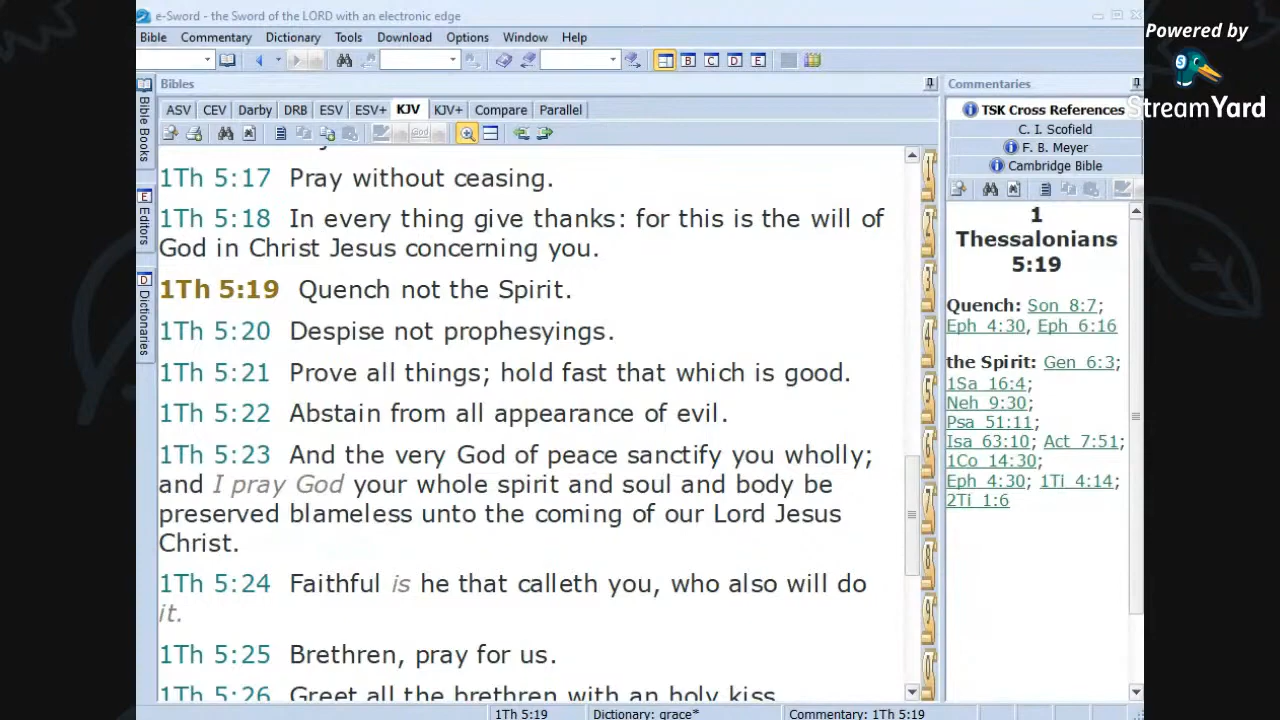 e-Sword - the Sword of the LORD with an electronic edge
Bible Commentary Dictionary Tools Download Options Window Help
B C D E
Bibles
ASV CEV Darby DRB ESV ESV+ KJV KJV+ Compare Parallel
Bible Books
Editors
Dictionaries
1Th 5:17 Pray without ceasing.
1Th 5:18 In every thing give thanks: for this is the will of
God in Christ Jesus concerning you.
1Th 5:19 Quench not the Spirit.
1Th 5:20 Despise not prophesyings.
1Th 5:21 Prove all things; hold fast that which is good.
1Th 5:22 Abstain from all appearance of evil.
1Th 5:23 And the very God of peace sanctify you wholly;
and I pray God your whole spirit and soul and body be
preserved blameless unto the coming of our Lord Jesus
Christ.
1Th 5:24 Faithful is he that calleth you, who also will do
it.
1Th 5:25 Brethren, pray for us.
1Th 5:26 Greet all the brethren with an holy kiss
Commentaries
TSK Cross References
C. I. Scofield
F. B. Meyer
Cambridge Bible
1
Thessalonians
5:19
Quench: Son 8:7;
Eph 4:30, Eph 6:16
the Spirit: Gen 6:3;
1Sa 16:4;
Neh 9:30;
Psa 51:11;
Isa 63:10; Act 7:51;
1Co 14:30;
Eph 4:30; 1Ti 4:14;
2Ti 1:6
1Th 5:19 Dictionary: grace* Commentary: 1Th 5:19
Powered by
StreamYard